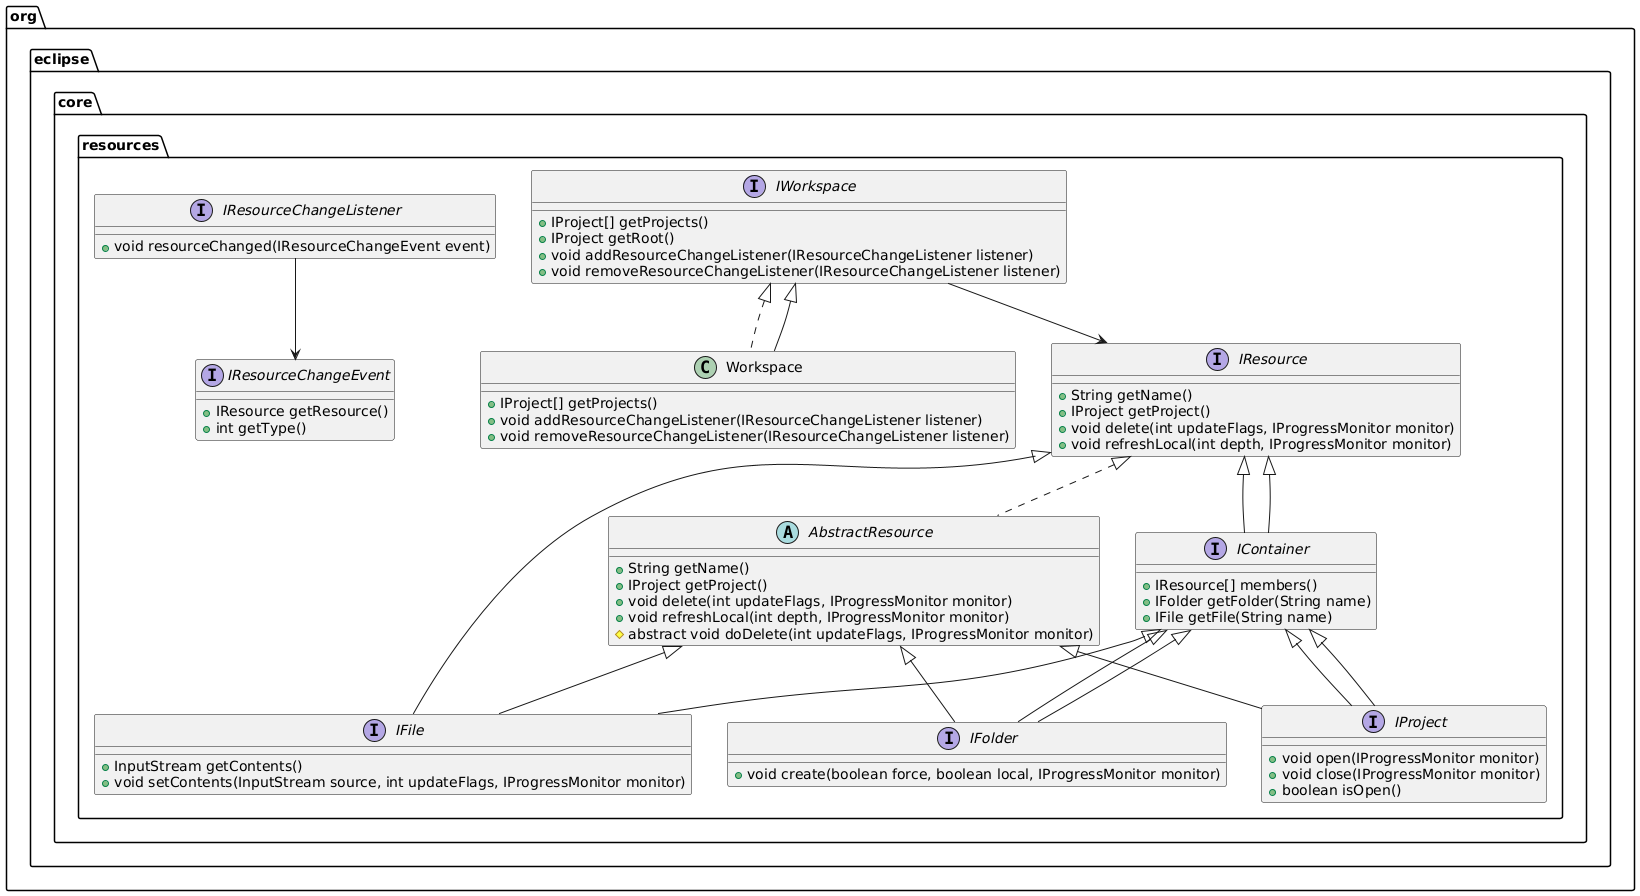 org
eclipse
core
resources
I IResourceChangeListener
void resourceChanged(IResourceChangeEvent event)
I IWorkspace
IProject[] getProjects()
IProject getRoot()
void addResourceChangeListener(IResourceChangeListener listener)
void removeResourceChangeListener(IResourceChangeListener listener)
I IResourceChangeEvent
IResource getResource()
int getType()
C Workspace
IProject[] getProjects()
void addResourceChangeListener(IResourceChangeListener listener)
void removeResourceChangeListener(IResourceChangeListener listener)
I IResource
String getName()
IProject getProject()
void delete(int updateFlags, IProgressMonitor monitor)
void refreshLocal(int depth, IProgressMonitor monitor)
A AbstractResource
String getName()
IProject getProject()
void delete(int updateFlags, IProgressMonitor monitor)
void refreshLocal(int depth, IProgressMonitor monitor)
abstract void doDelete(int updateFlags, IProgressMonitor monitor)
I IContainer
IResource[] members()
IFolder getFolder(String name)
IFile getFile(String name)
I IFile
InputStream getContents()
void setContents(InputStream source, int updateFlags, IProgressMonitor monitor)
I IFolder
void create(boolean force, boolean local, IProgressMonitor monitor)
I IProject
void open(IProgressMonitor monitor)
void close(IProgressMonitor monitor)
boolean isOpen()